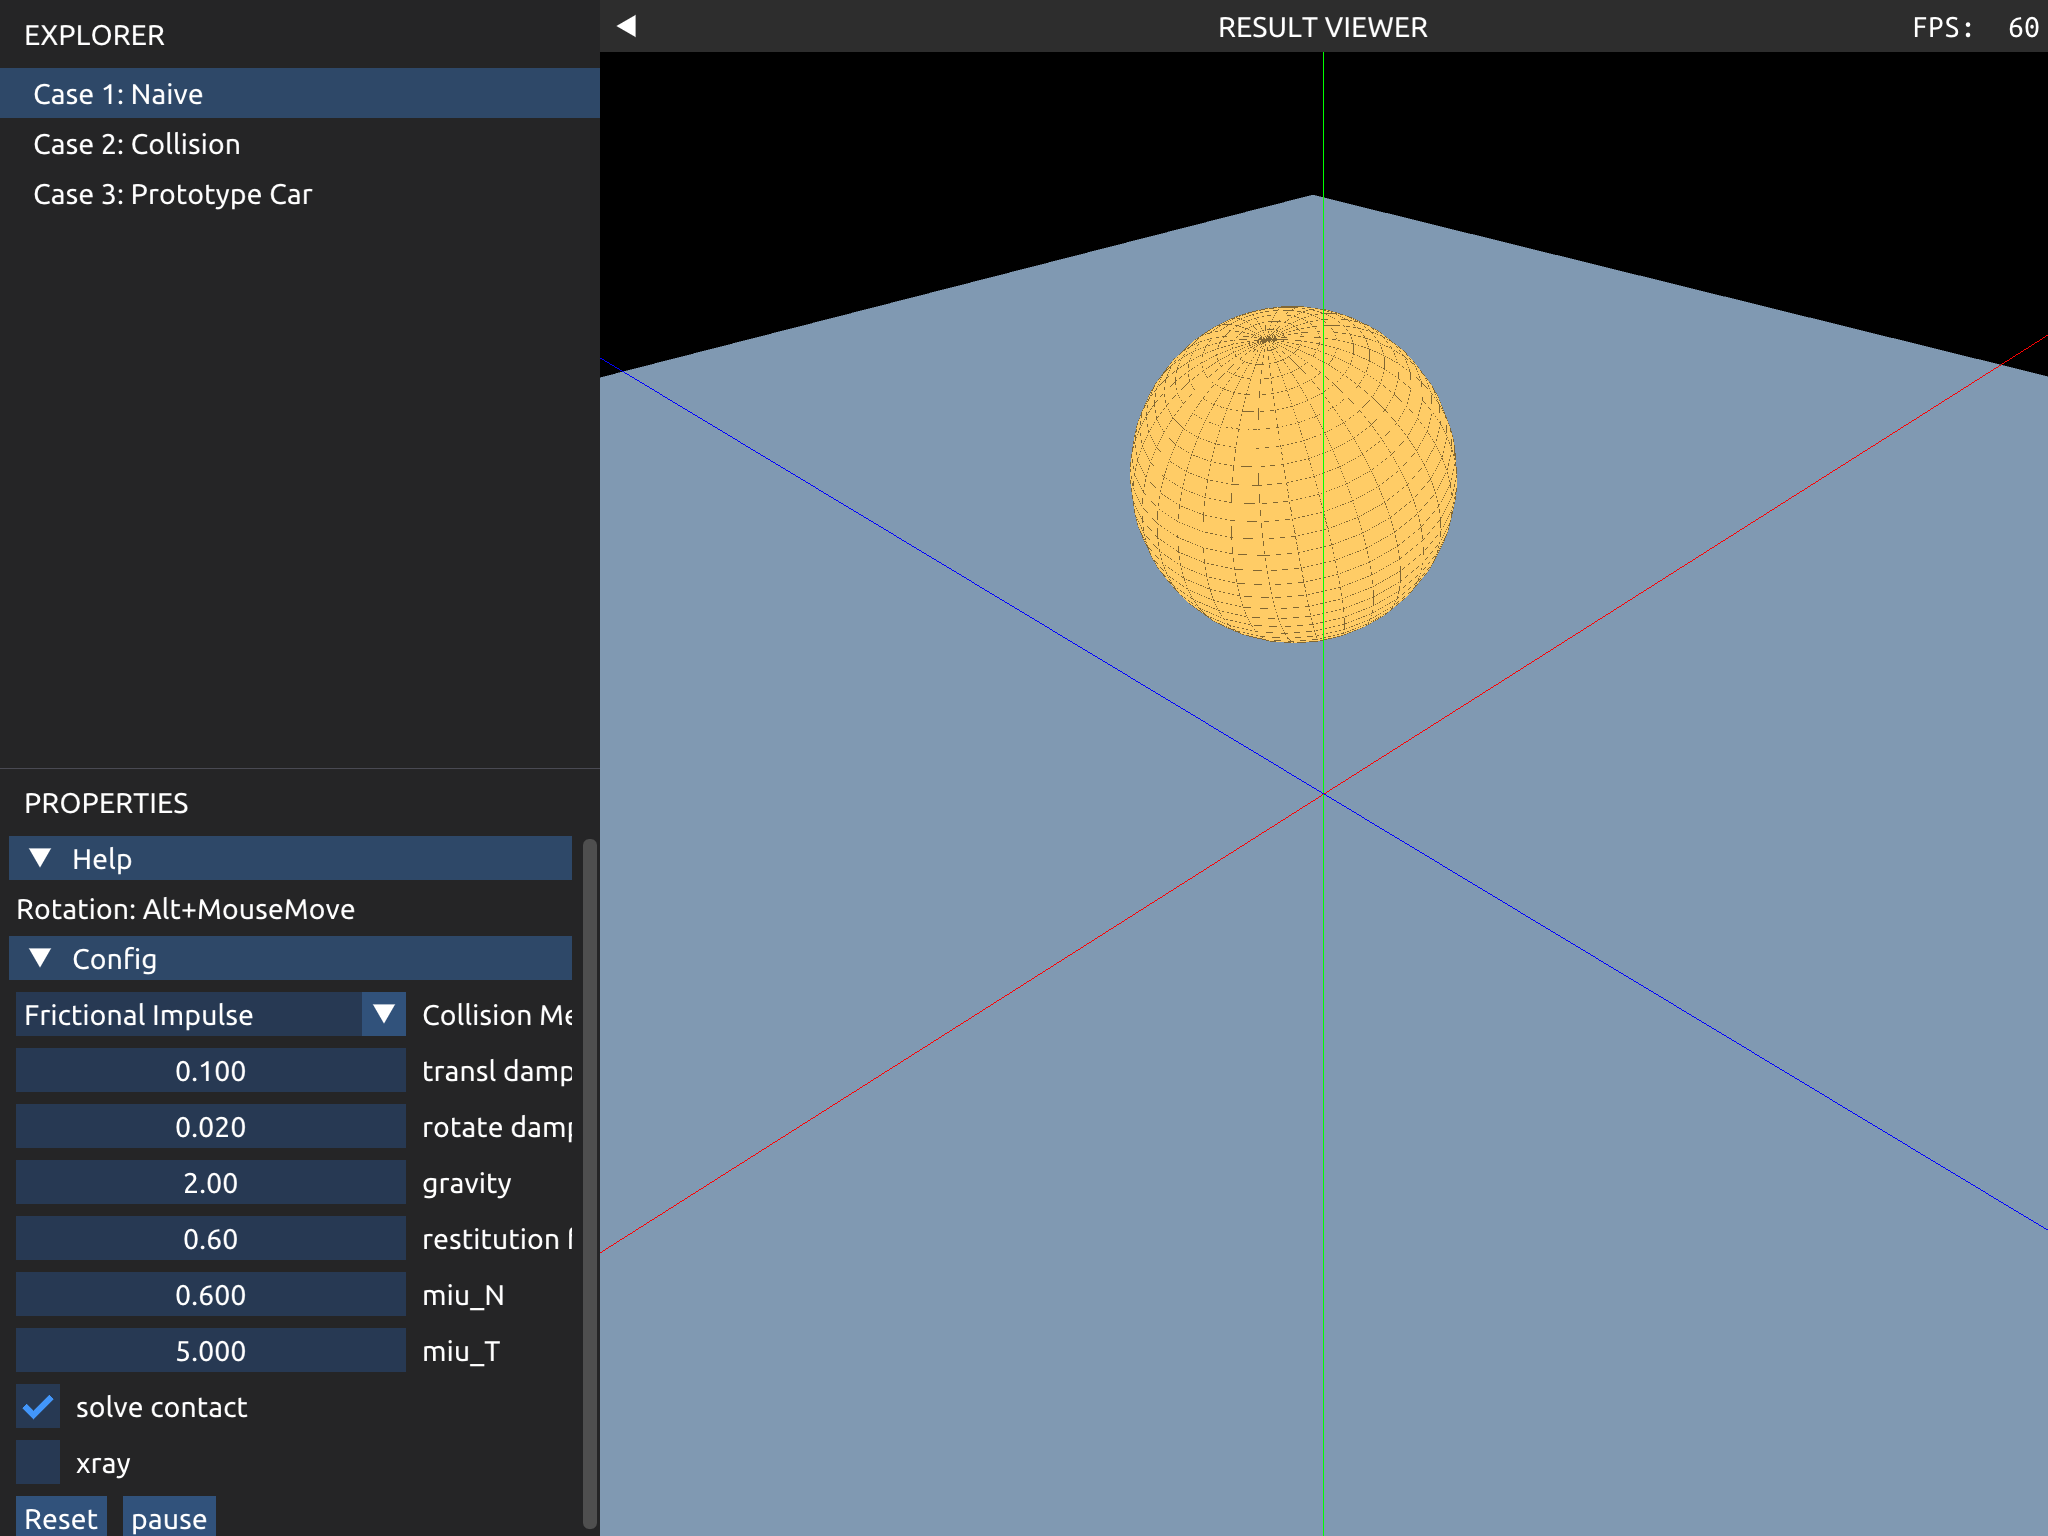 EXPLORER
Case 1: Naive
Case 2: Collision
Case 3: Prototype Car
PROPERTIES
Help
Rotation: Alt+MouseMove
Config
Frictional Impulse Collision
0.100 transl damp
0.020 rotate
2.00 gravity
0.60 restitution
0.600 miu_N
5.000 miu_T
solve contact
xray
Reset pause
RESULT VIEWER
FPS: 60